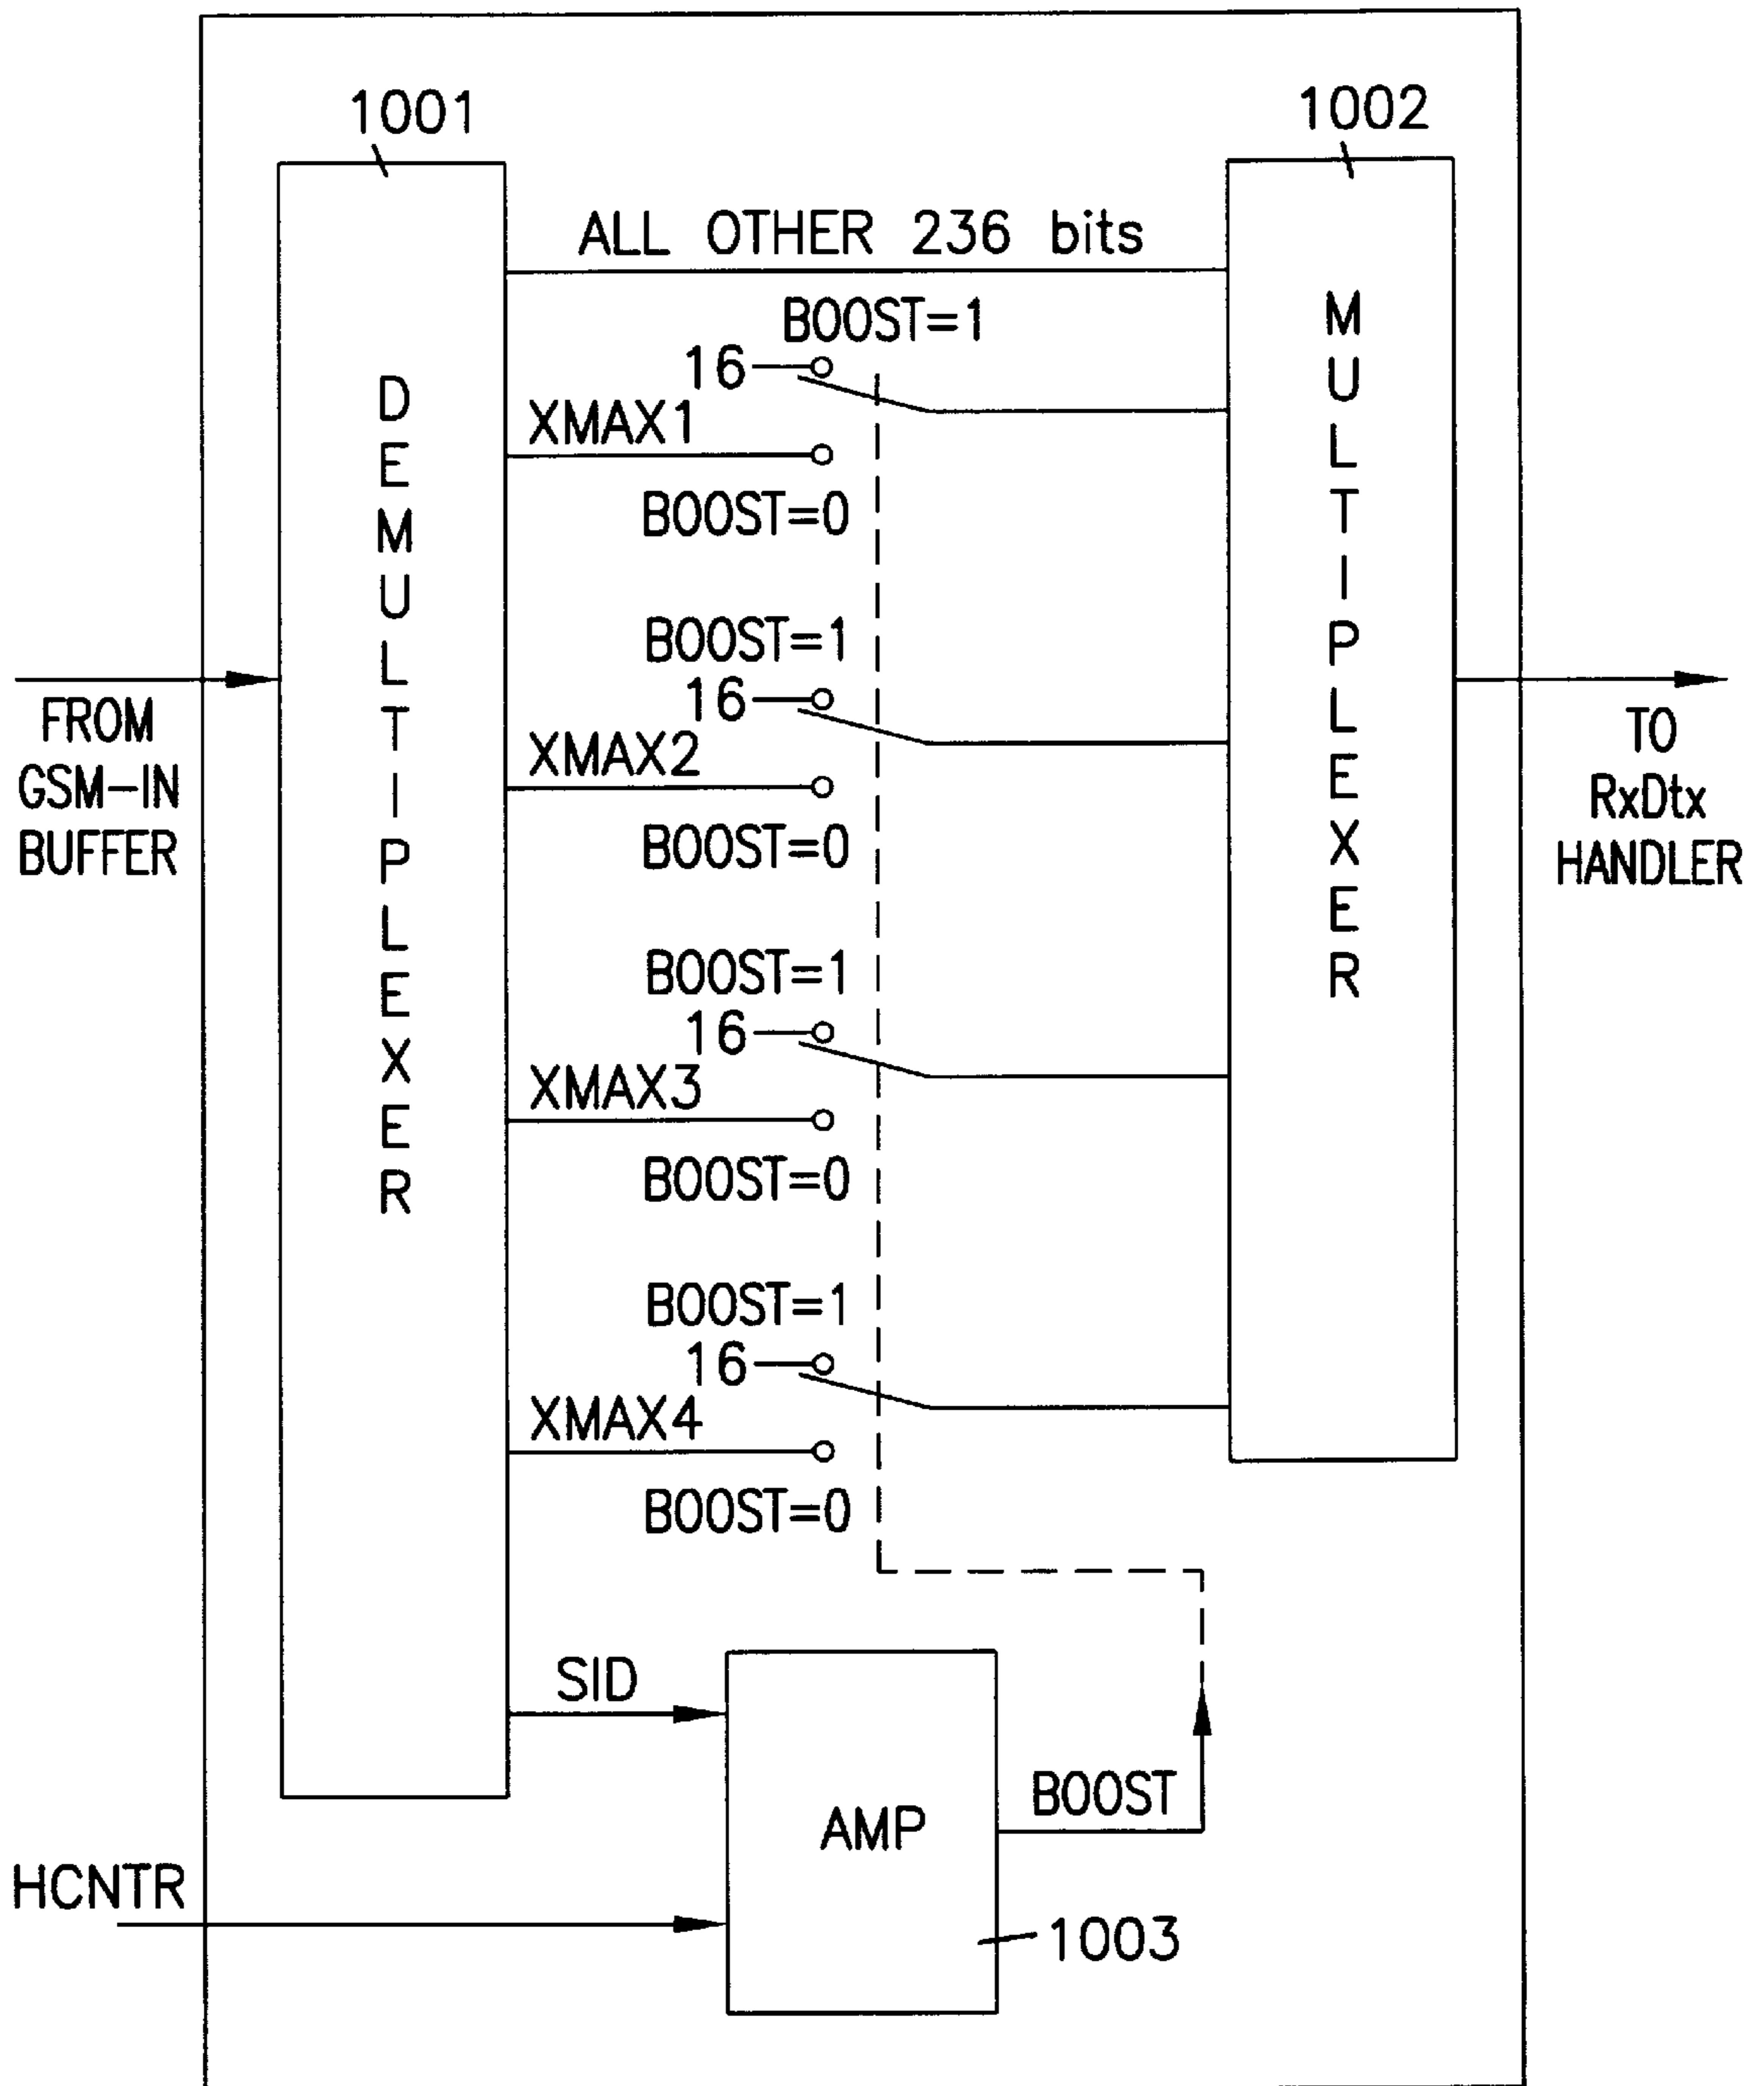 1001
1002
ALL OTHER 236 bits
BOOST=1
16
XMAX1
BOOST=0
BOOST=1
16
XMAX2
BOOST=0
BOOST=1
16
XMAX3
BOOST=0
BOOST=1
16
XMAX4
BOOST=0
DEMULTIPLEXER
MULTIPLEXER
FROM
GSM-IN
BUFFER
TO
RxDtx
HANDLER
SID
AMP
BOOST
HCNTR
1003